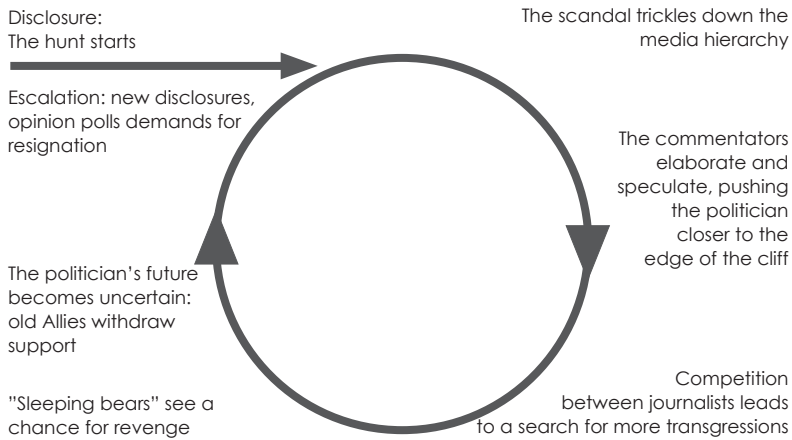 Disclosure:
The hunt starts
The scandal trickles down the
media hierarchy
Escalation: new disclosures,
opinion polls demands for
resignation
The commentators
elaborate and
speculate, pushing
the politician
closer to the
edge of the cliff
The politician’s future
becomes uncertain:
old Allies withdraw
support
Competition
between journalists leads
to a search for more transgressions
”Sleeping bears” see a
chance for revenge